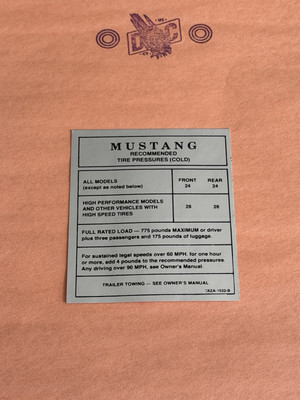 D C
MUSTANG
RECOMMENDED
TIRE PRESSURES (COLD)
ALL MODELS
(except as noted below)
FRONT
24
REAR
24
HIGH PERFORMANCE MODELS
AND OTHER VEHICLES WITH
HIGH SPEED TIRES
28
28
FULL RATED LOAD — 775 pounds MAXIMUM or driver
plus three passengers and 175 pounds of luggage.
For sustained legal speeds over 60 MPH, for one hour
or more, add 4 pounds to the recommended pressures.
Any driving over 90 MPH, see Owner's Manual.
TRAILER TOWING — SEE OWNER'S MANUAL